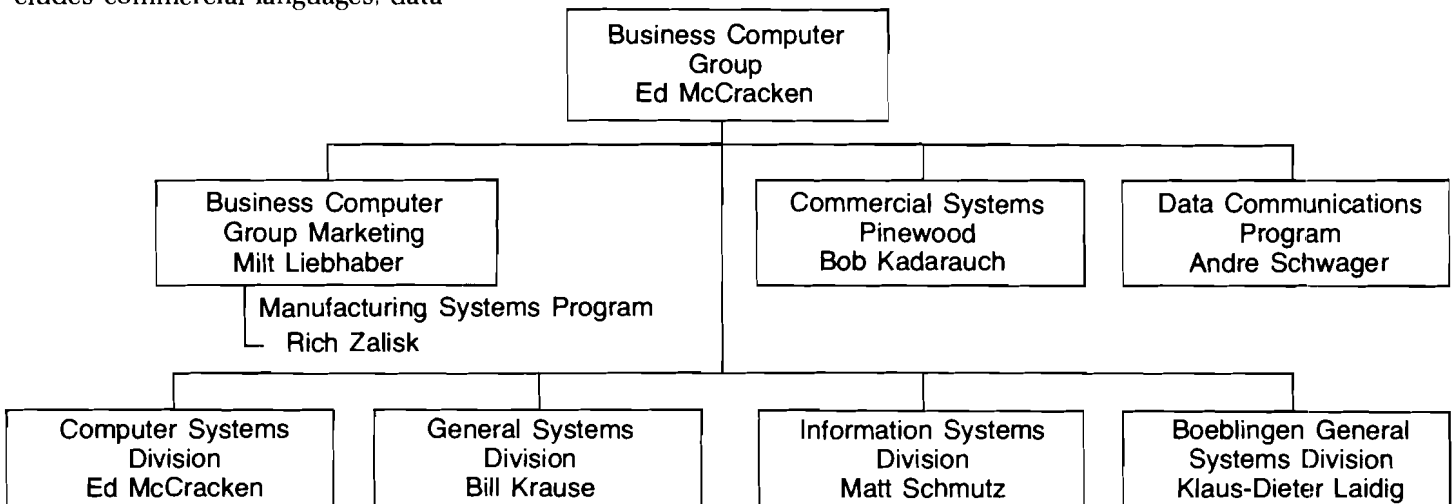 cludes commercial languages, data
Business Computer
Group
Ed McCracken
Business Computer
Group Marketing
Milt Liebhaber
Manufacturing Systems Program
Rich Zalisk
Commercial Systems
Pinewood
Bob Kadarauch
Data Communications
Program
Andre Schwager
Computer Systems
Division
Ed McCracken
General Systems
Division
Bill Krause
Information Systems
Division
Matt Schmutz
Boeblingen General
Systems Division
Klaus-Dieter Laidig